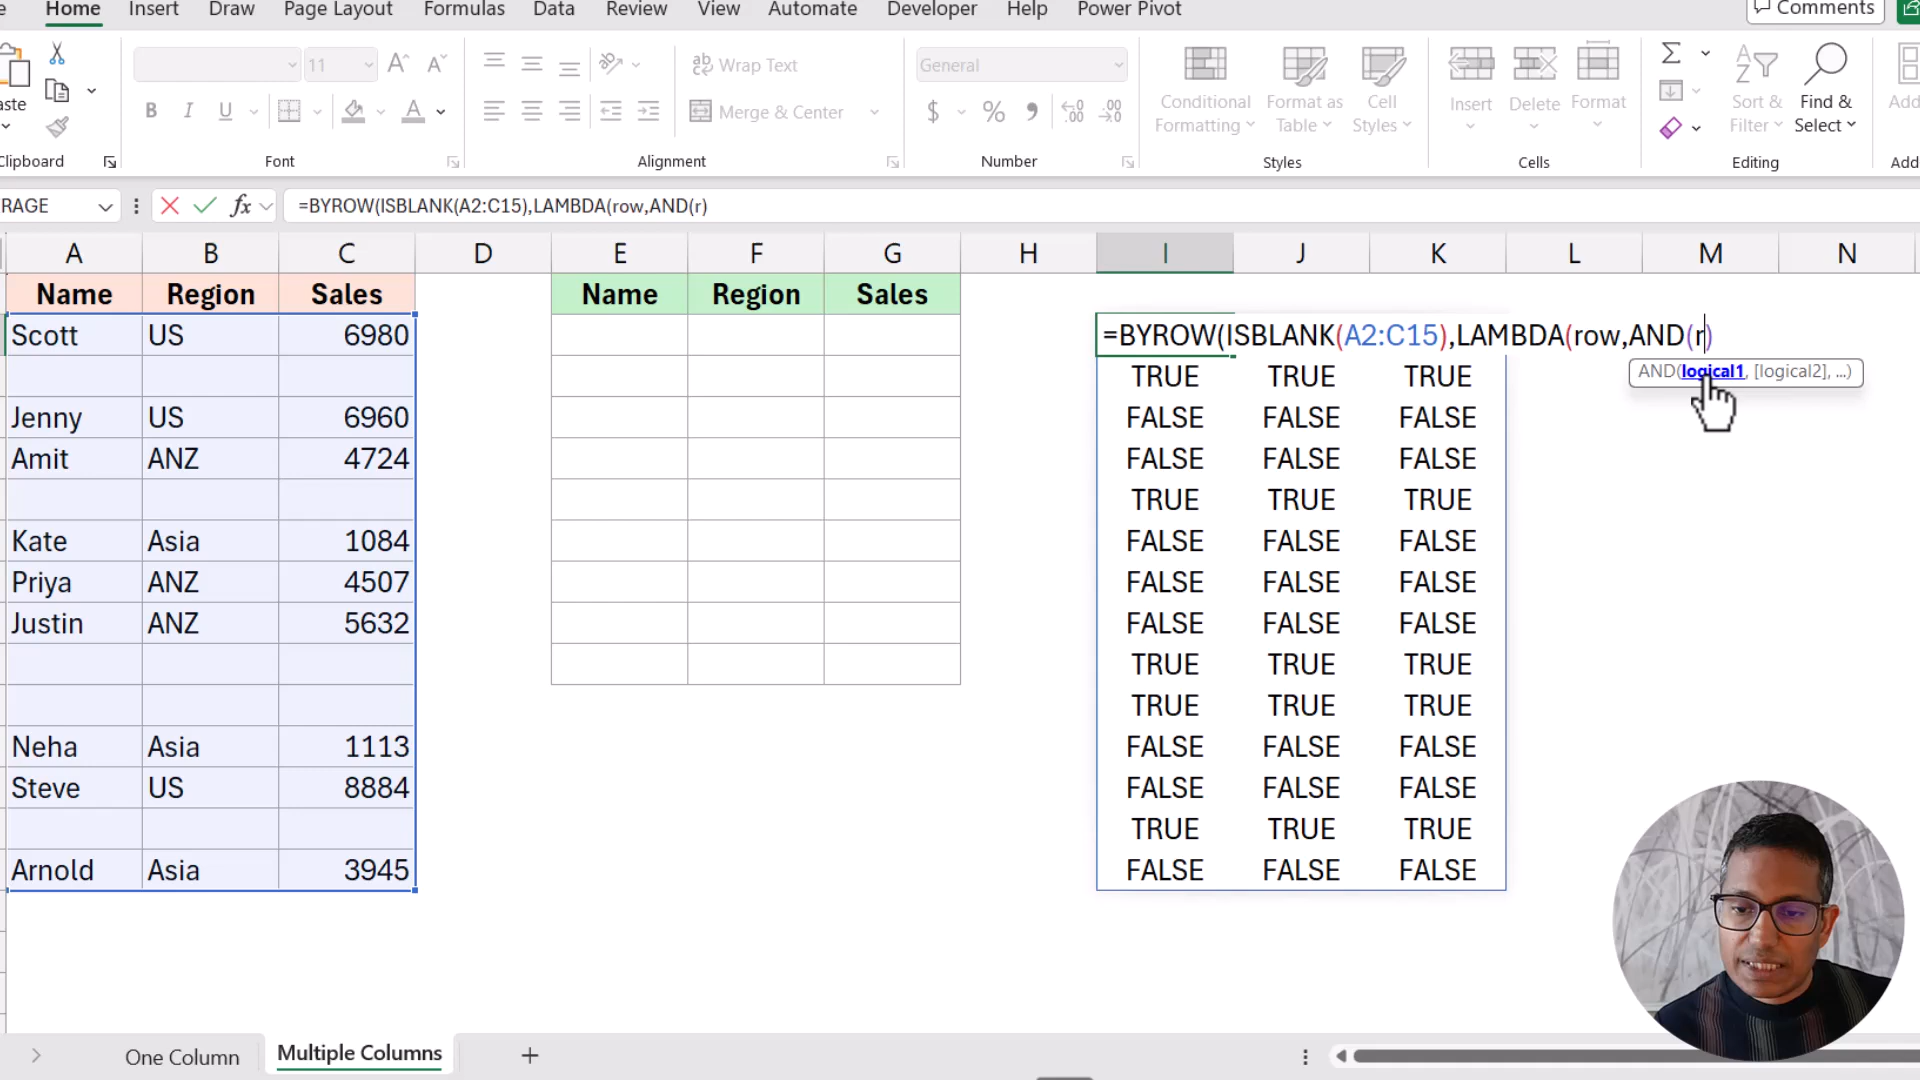 Home Insert Draw Page Layout Formulas Data Review View Automate Developer Help Power Pivot Comments
11 General
ab Wrap Text
B I U A Merge & Center $ % Conditional Formatting Format as Table Cell Styles Insert Delete Format Sort & Filter Find & Select
Clipboard Font Alignment Number Styles Cells Editing
RAGE fx =BYROW(ISBLANK(A2:C15),LAMBDA(row,AND(r)
A B C D E F G H I J K L M N
Name Region Sales Name Region Sales
Scott US 6980 =BYROW(ISBLANK(A2:C15),LAMBDA(row,AND(r)
AND(logical1, [logical2], ...)
TRUE TRUE TRUE
Jenny US 6960 FALSE FALSE FALSE
Amit ANZ 4724 FALSE FALSE FALSE
TRUE TRUE TRUE
Kate Asia 1084 FALSE FALSE FALSE
Priya ANZ 4507 FALSE FALSE FALSE
Justin ANZ 5632 FALSE FALSE FALSE
TRUE TRUE TRUE
TRUE TRUE TRUE
Neha Asia 1113 FALSE FALSE FALSE
Steve US 8884 FALSE FALSE FALSE
TRUE TRUE TRUE
Arnold Asia 3945 FALSE FALSE FALSE
One Column Multiple Columns